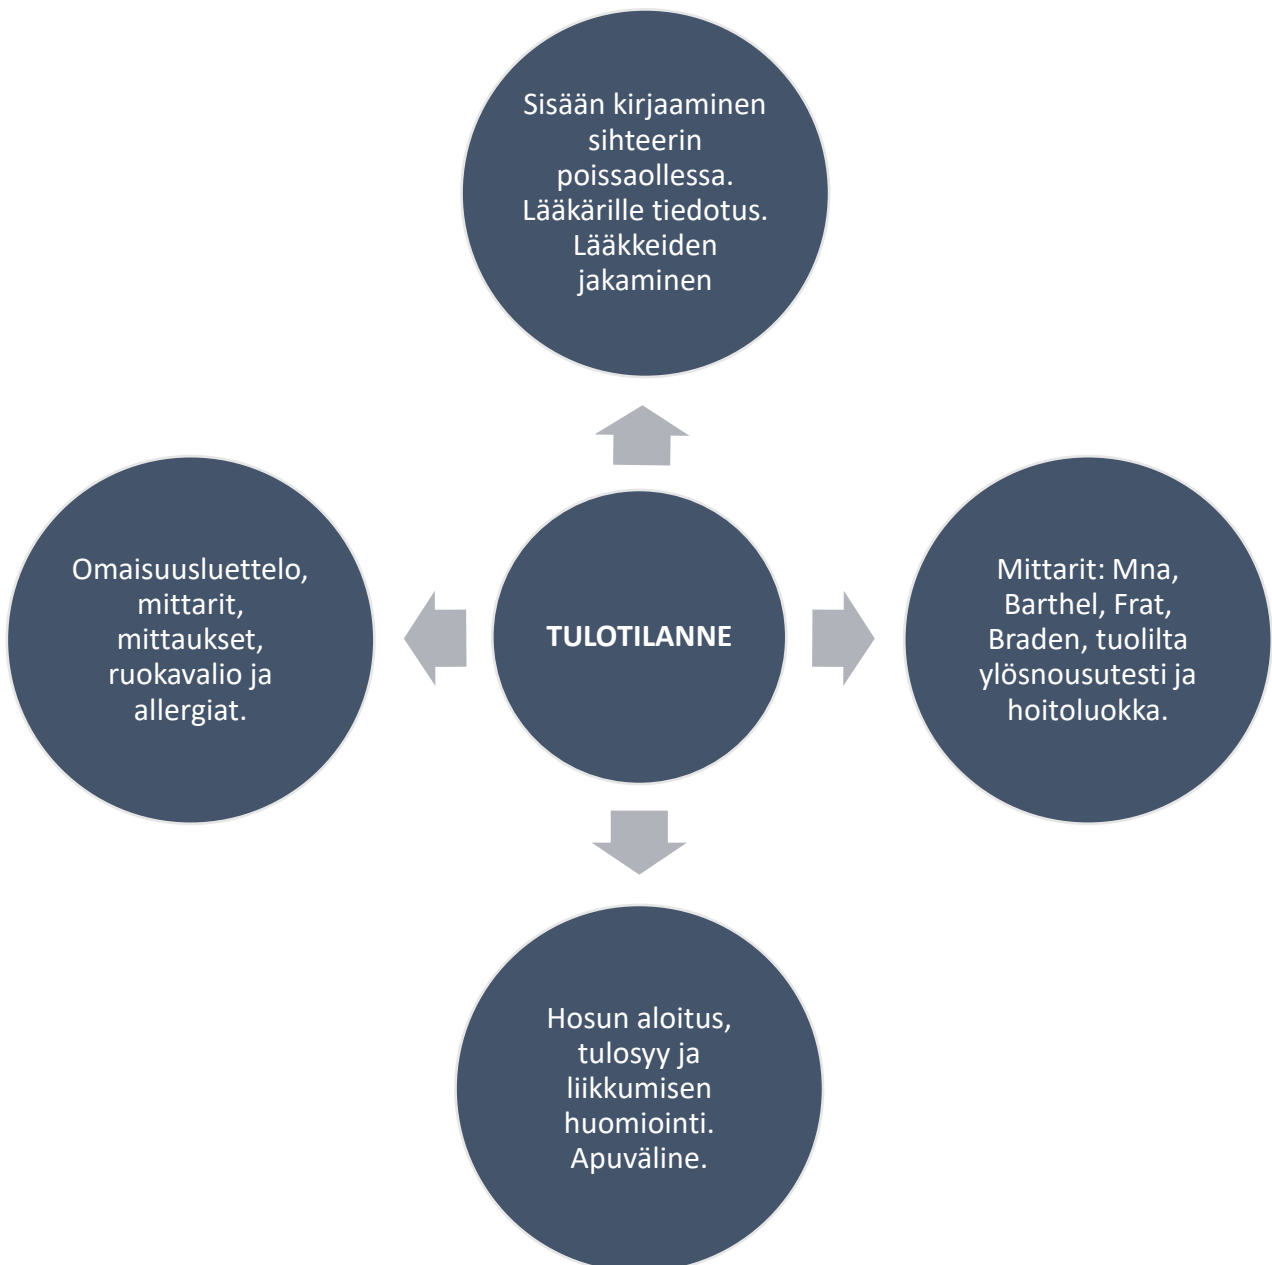 Sisään kirjaaminen
sihteerin
poissaollessa.
Lääkärille tiedotus.
Lääkkeiden
jakaminen
Omaisuusluettelo,
mittarit,
mittaukset,
ruokavalio ja
allergiat.
TULOTILANNE
Mittarit: Mna,
Barthel, Frat,
Braden, tuolilta
ylösnousutesti ja
hoitoluokka.
Hosun aloitus,
tulosyy ja
liikkumisen
huomiointi.
Apuväline.